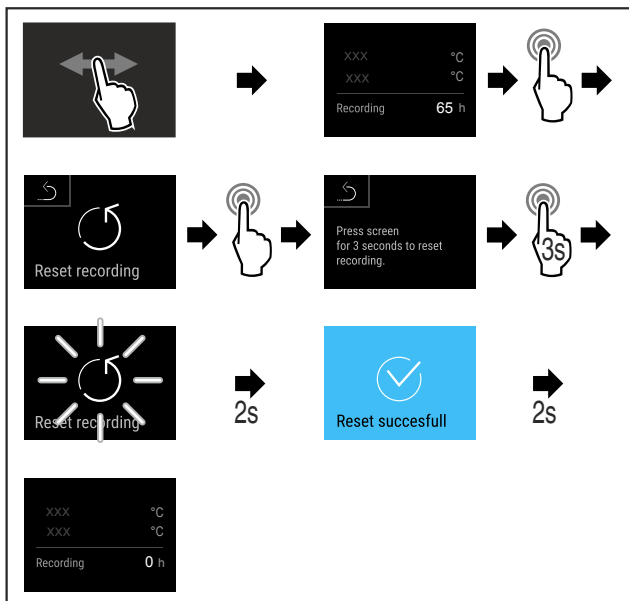 xxx °C
xxx °C
Recording 65 h
Reset recording
Press screen
for 3 seconds to reset
recording.
3s
Reset recording
2s
Reset succesfull
2s
xxx °C
xxx °C
Recording 0 h